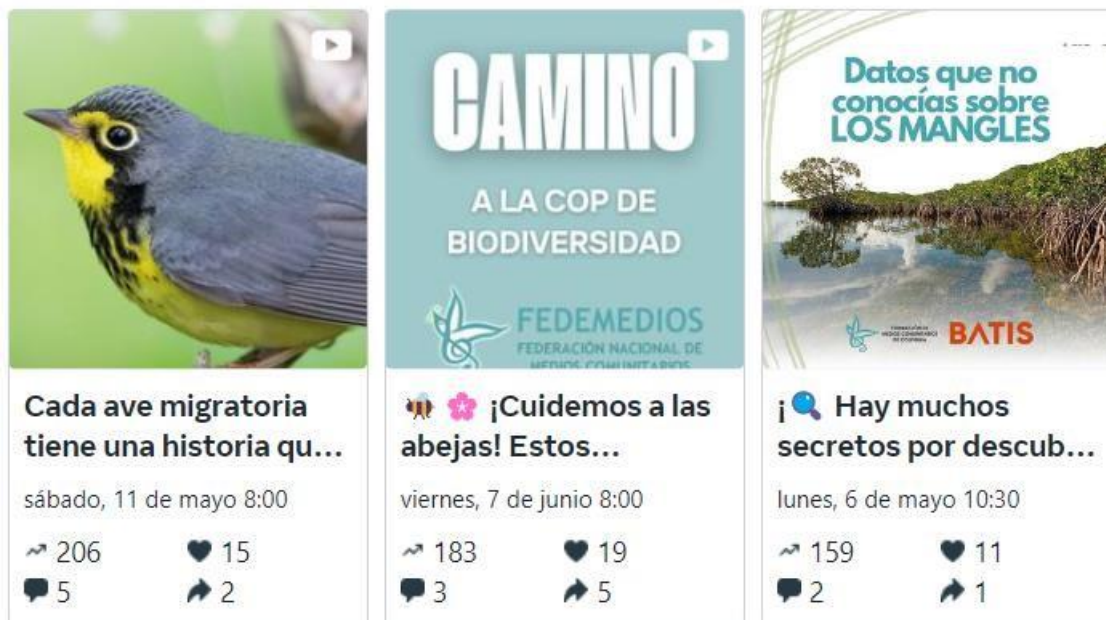 CAMINO
A LA COP DE
BIODIVERSIDAD
FEDEMEDIOS
FEDERACIÓN NACIONAL DE
MEDIOS COMUNITARIOS
Datos que no
conocías sobre
LOS MANGLES
BATIS
Cada ave migratoria
tiene una historia qu...
sábado, 11 de mayo 8:00
206
15
5
2
🐝 🌸 ¡Cuidemos a las
abejas! Estos...
viernes, 7 de junio 8:00
183
19
3
5
¡🔍 Hay muchos
secretos por descub...
lunes, 6 de mayo 10:30
159
11
2
1